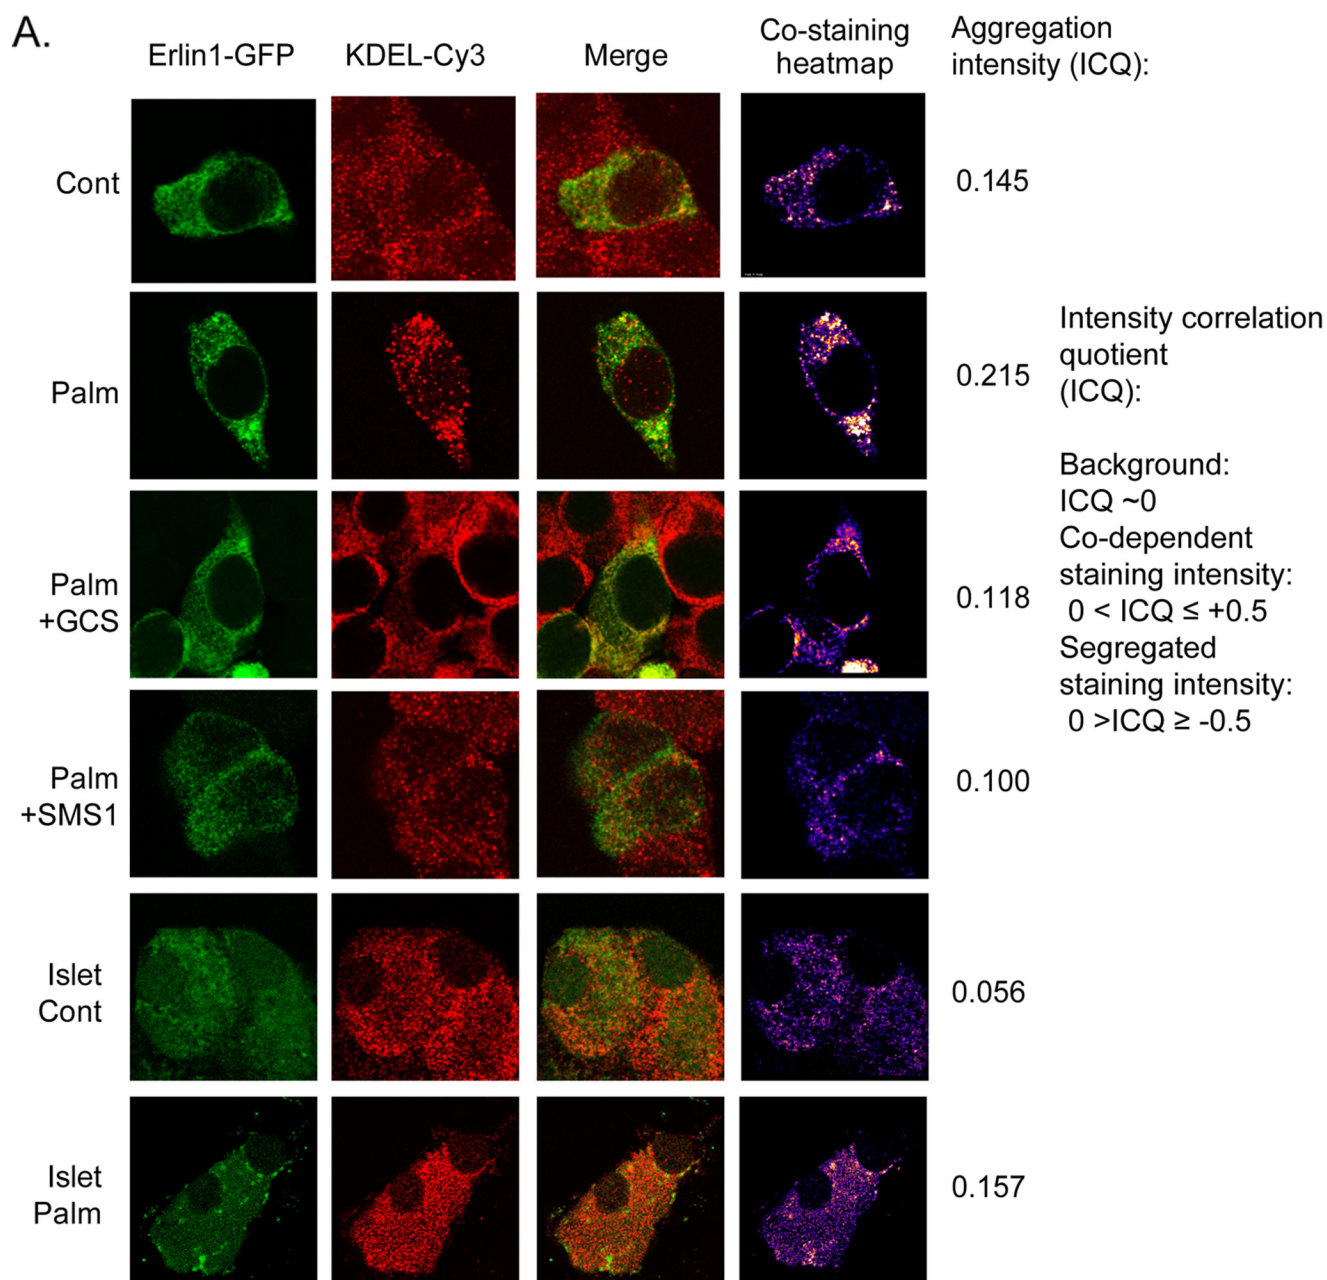 A.
Erlin1-GFP
KDEL-Cy3
Merge
Co-staining
heatmap
Aggregation
intensity (ICQ):
Cont
0.145
Palm
0.215
Palm
+GCS
0.118
Palm
+SMS1
0.100
Islet
Cont
0.056
Islet
Palm
0.157
Intensity correlation
quotient
(ICQ):
Background:
ICQ ~0
Co-dependent
staining intensity:
0 < ICQ ≤ +0.5
Segregated
staining intensity:
0 >ICQ ≥ -0.5